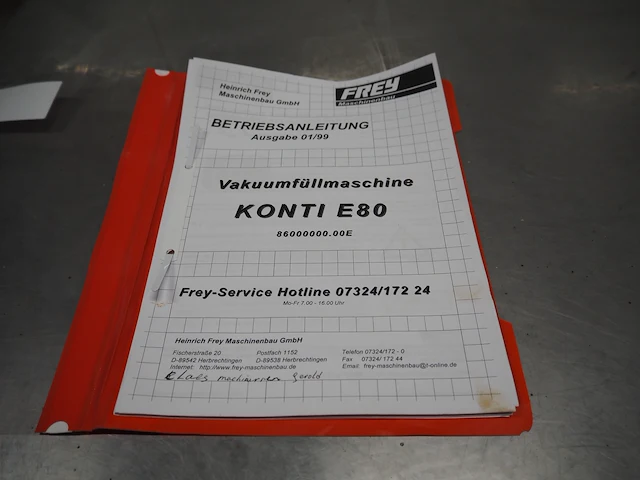 Heinrich Frey
Maschinenbau GmbH
FREY
Maschinenbau
BETRIEBSANLEITUNG
Ausgabe 01/99
Vakuumfüllmaschine
KONTI E80
86000000.00E
Frey-Service Hotline 07324/172 24
Mo-Fr 7.00 - 16.00 Uhr
Heinrich Frey Maschinenbau GmbH
Fischerstraße 20 Postfach 1152 Telefon 07324/172 - 0
D-89542 Herbrechtingen D-89538 Herbrechtingen Fax 07324/ 172 44
Internet: http://www.frey-maschinenbau.de Email: frey-maschinenbau@t-online.de